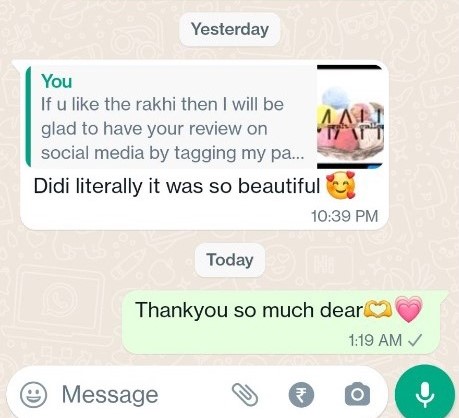 Yesterday
You
If u like the rakhi then I will be
glad to have your review on
social media by tagging my pa...
Didi literally it was so beautiful 🥰
10:39 PM
Today
Thankyou so much dear🫶💗
1:19 AM
Message